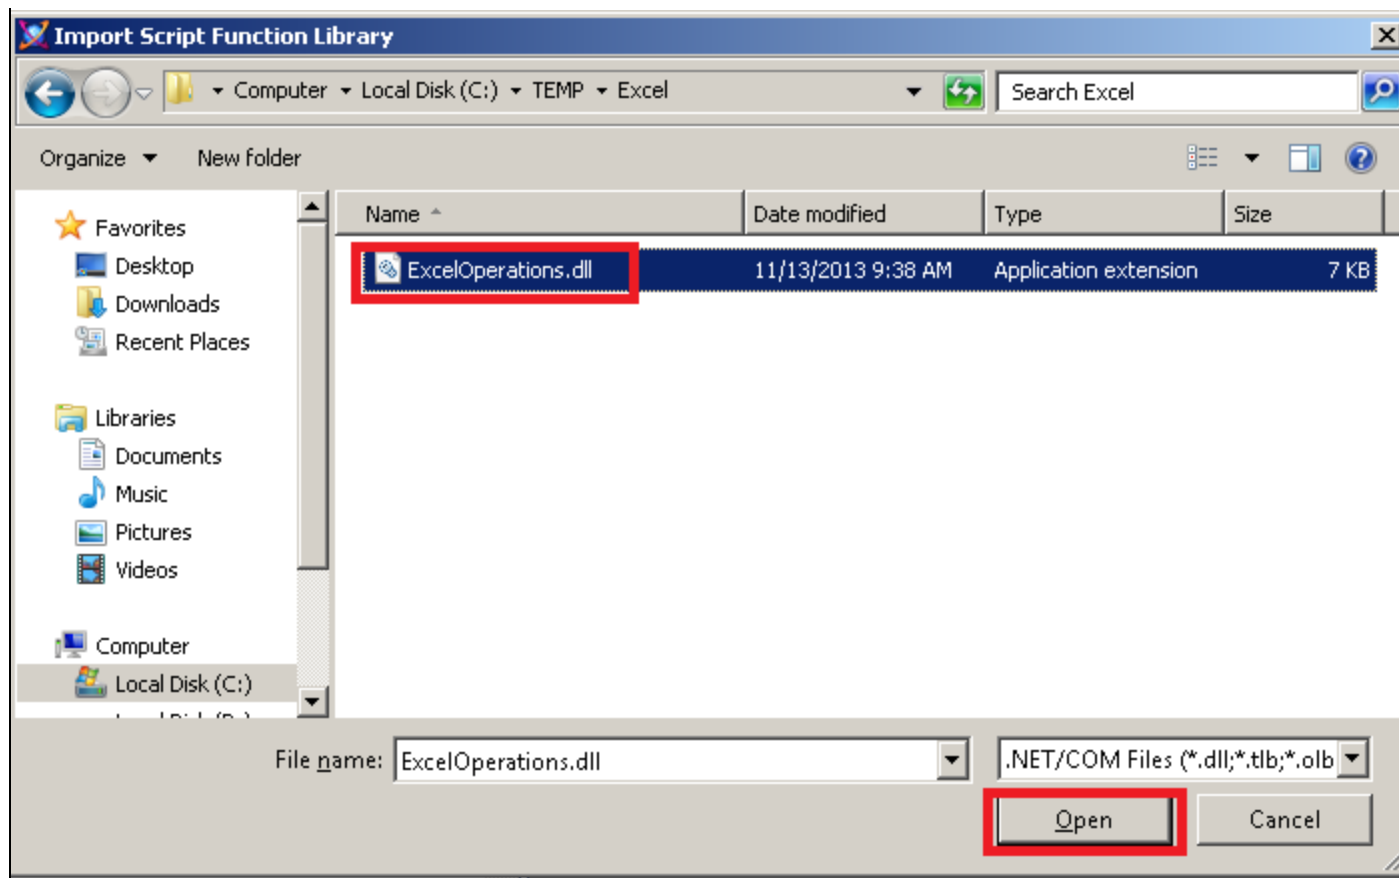 Import Script Function Library
Computer Local Disk (C:) TEMP Excel
Search Excel
Organize New folder
Name Date modified Type Size
ExcelOperations.dll 11/13/2013 9:38 AM Application extension 7 KB
Favorites
Desktop
Downloads
Recent Places
Libraries
Documents
Music
Pictures
Videos
Computer
Local Disk (C:)
File name: ExcelOperations.dll
.NET/COM Files (*.dll;*.tlb;*.olb
Open Cancel